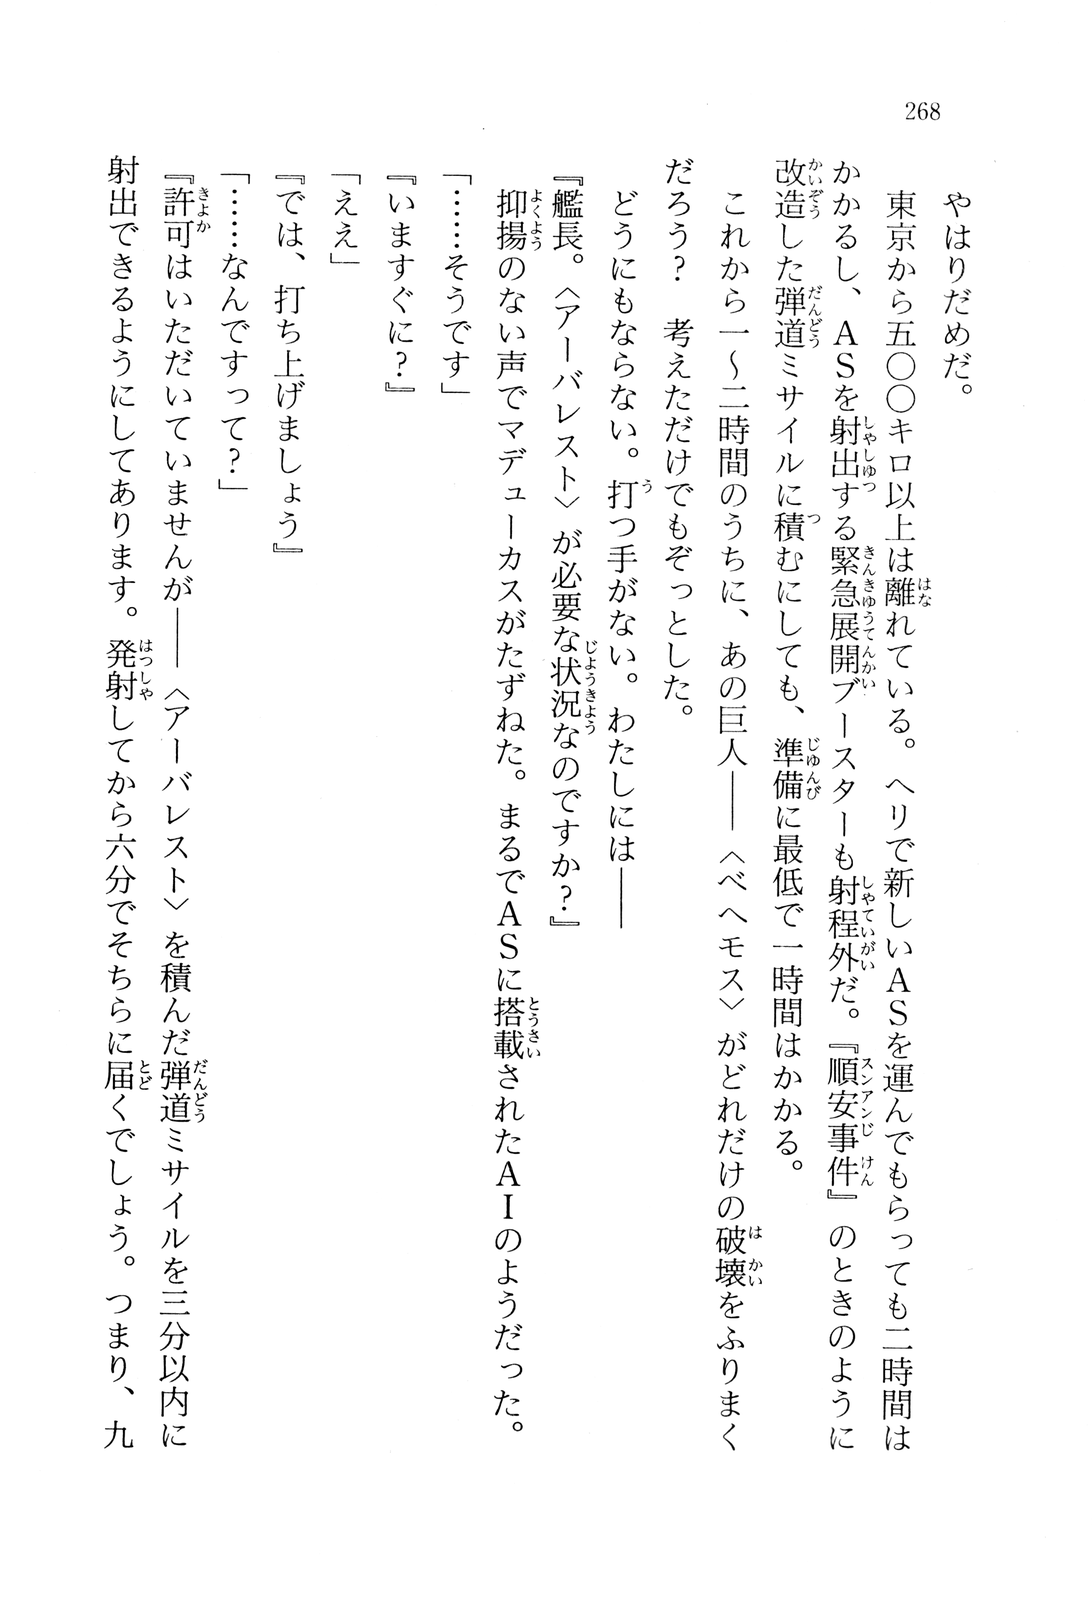 268
やはりだめだ。
東京から五〇〇キロ以上は離れている。ヘリで新しいＡＳを運んでもらっても二時間は
かかるし、ＡＳを射出する緊急展開ブースターも射程外だ。『順安事件』のときのように
改造した弾道ミサイルに積むにしても、準備に最低で一時間はかかる。
これから一～二時間のうちに、あの巨人――〈ベヘモス〉がどれだけの破壊をふりまく
だろう？　考えただけでもぞっとした。
どうにもならない。打つ手がない。わたしには――
『艦長。〈アーバレスト〉が必要な状況なのですか？』
抑揚のない声でマデューカスがたずねた。まるでＡＳに搭載されたＡＩのようだった。
「……そうです」
『いますぐに？』
「ええ」
『では、打ち上げましょう』
「……なんですって？」
『許可はいただいていませんが――〈アーバレスト〉を積んだ弾道ミサイルを三分以内に
射出できるようにしてあります。発射してから六分でそちらに届くでしょう。つまり、九